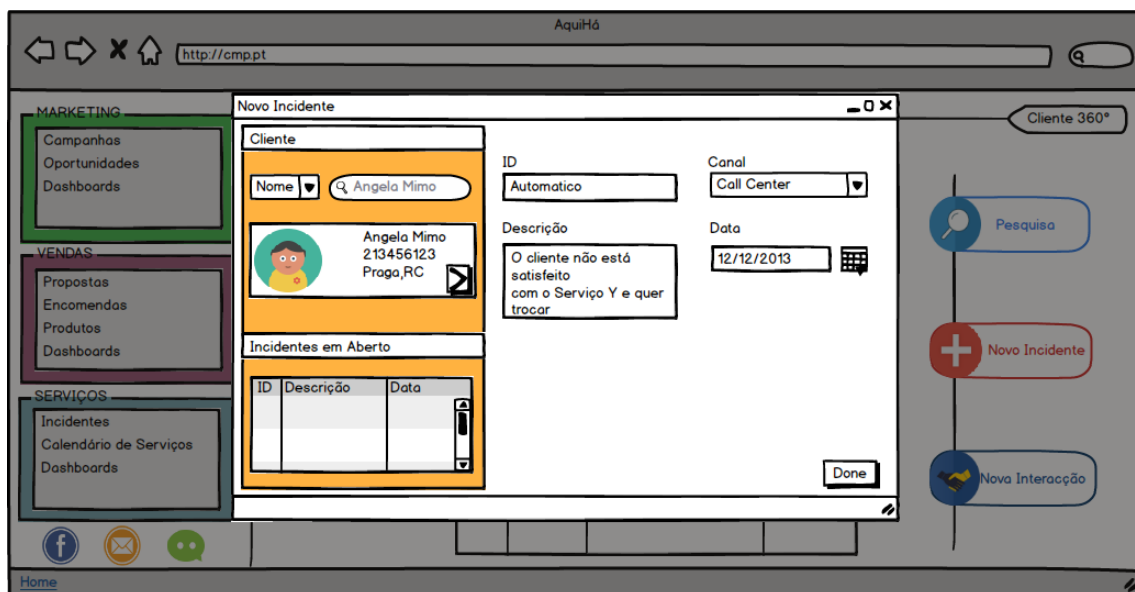 AquiHá
http://cmp.pt
MARKETING
Campanhas
Oportunidades
Dashboards
VENDAS
Propostas
Encomendas
Produtos
Dashboards
SERVIÇOS
Incidentes
Calendário de Serviços
Dashboards
Home
Novo Incidente
Cliente
Nome
Angela Mimo
Angela Mimo
213456123
Praga,RC
Incidentes em Aberto
ID Descrição Data
ID
Automatico
Canal
Call Center
Descrição
O cliente não está
satisfeito
com o Serviço Y e quer
trocar
Data
12/12/2013
Done
Cliente 360°
Pesquisa
Novo Incidente
Nova Interacção